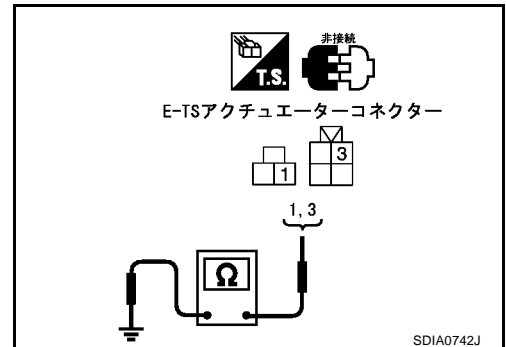 非接続
T.S.
E-TSアクチュエーターコネクター
1 3
1, 3
Ω
SDIA0742J